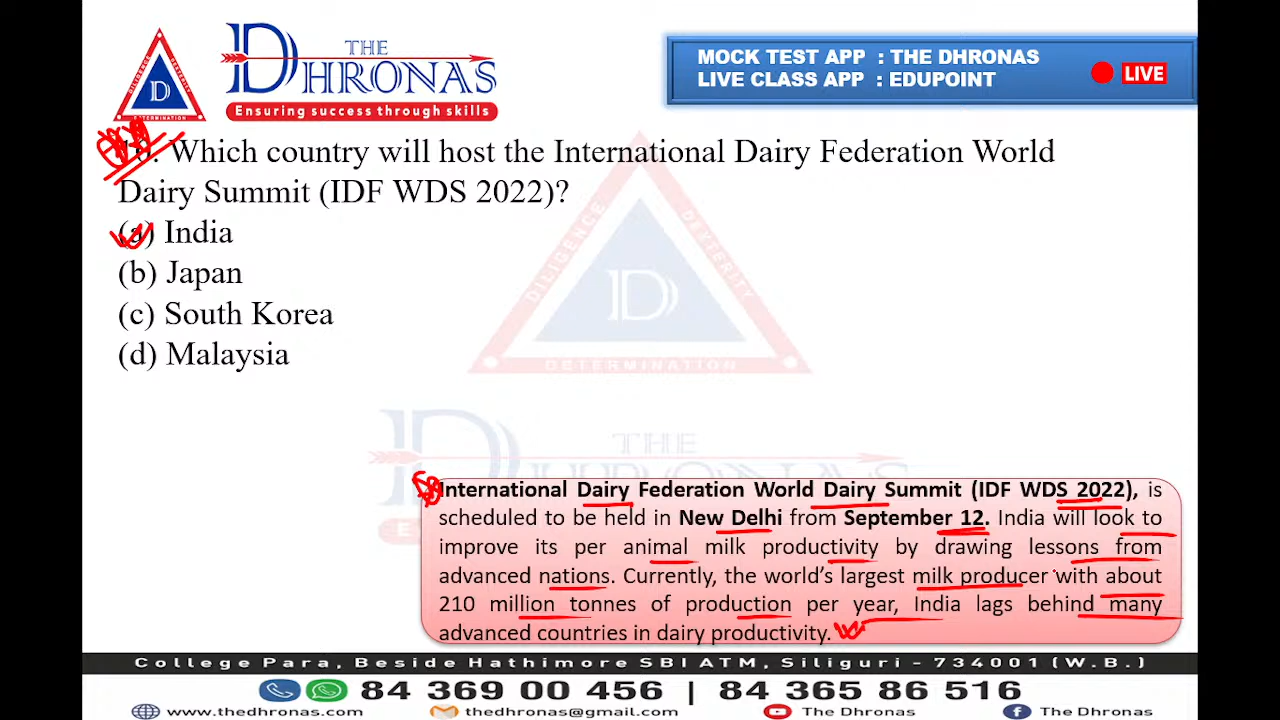 THE
DHRONAS
Ensuring success through skills
D
DETERMINATION
MOCK TEST APP : THE DHRONAS
LIVE CLASS APP : EDUPOINT
LIVE
Which country will host the International Dairy Federation World
Dairy Summit (IDF WDS 2022)?
(a) India
(b) Japan
(c) South Korea
(d) Malaysia
DILIGENCE
DEXTERITY
D
DETERMINATION
THE
DHRONAS
International Dairy Federation World Dairy Summit (IDF WDS 2022), is
scheduled to be held in New Delhi from September 12. India will look to
improve its per animal milk productivity by drawing lessons from
advanced nations. Currently, the world's largest milk producer with about
210 million tonnes of production per year, India lags behind many
advanced countries in dairy productivity.
College Para, Beside Hathimore SBI ATM, Siliguri - 734001 (W.B.)
84 369 00 456 | 84 365 86 516
www.thedhronas.com thedhronas@gmail.com The Dhronas The Dhronas